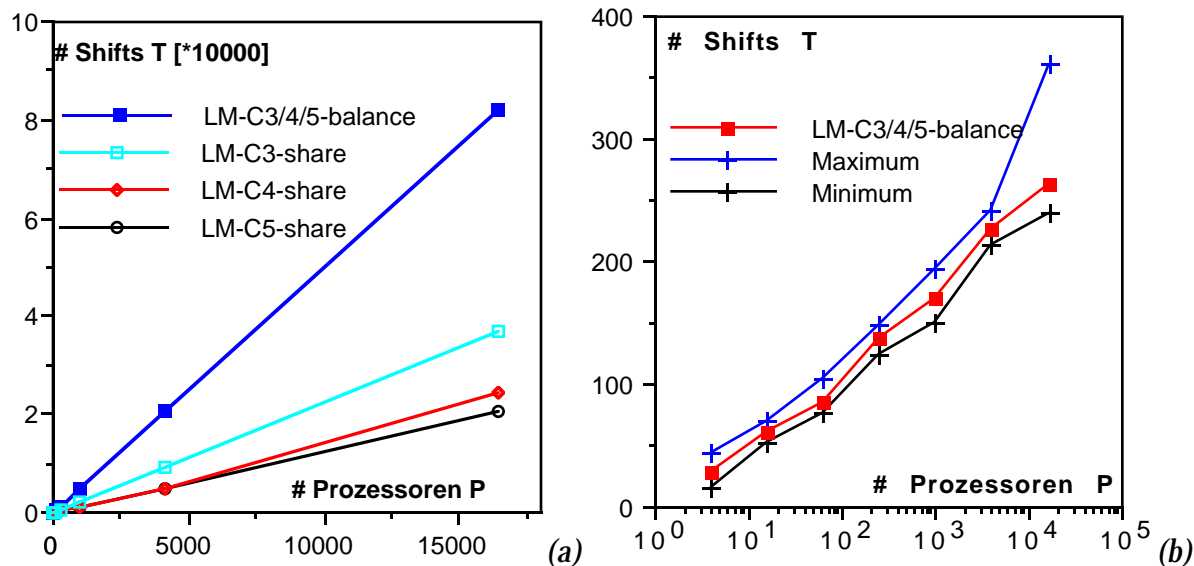 10
8
6
4
2
0
# Shifts T [*10000]
LM-C3/4/5-balance
LM-C3-share
LM-C4-share
LM-C5-share
# Prozessoren P
0
5000
10000
15000
(a)
400
300
200
100
0
# Shifts T
LM-C3/4/5-balance
Maximum
Minimum
# Prozessoren P
10^0
10^1
10^2
10^3
10^4
10^5
(b)